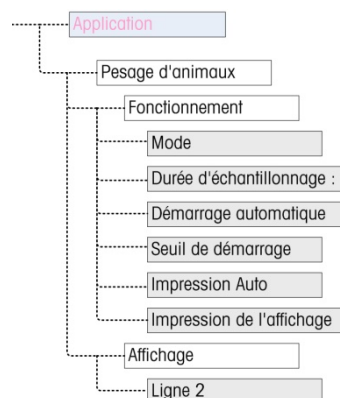 Application
Pesage d'animaux
Fonctionnement
Mode
Durée d'échantillonnage :
Démarrage automatique
Seuil de démarrage
Impression Auto
Impression de l'affichage
Affichage
Ligne 2